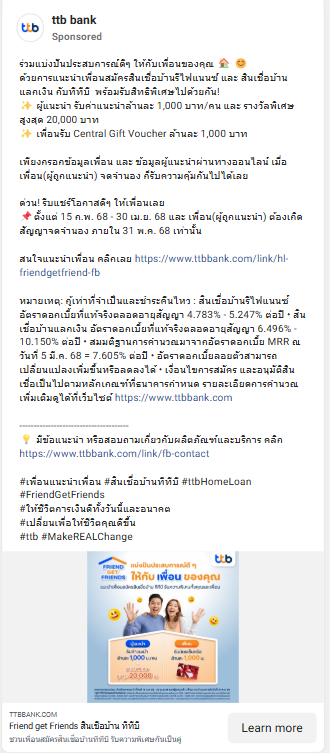 ttb bank
Sponsored
ร่วมแบ่งปันประสบการณ์ดีๆ ให้กับเพื่อนของคุณ 🏠 😊
ด้วยการแนะนำเพื่อนสมัครสินเชื่อบ้านรีไฟแนนซ์ และ สินเชื่อบ้าน
แลกเงิน กับทีทีบี พร้อมรับสิทธิพิเศษไปด้วยกัน!
✨ ผู้แนะนำ รับค่าแนะนำล้านละ 1,000 บาท/คน และ รางวัลพิเศษ
สูงสุด 20,000 บาท
✨ เพื่อนรับ Central Gift Voucher ล้านละ 1,000 บาท
เพียงกรอกข้อมูลเพื่อน และ ข้อมูลผู้แนะนำผ่านทางออนไลน์ เมื่อ
เพื่อน(ผู้ถูกแนะนำ) จดจำนอง ก็รับความคุ้มกันไปได้เลย
ด่วน! รีบแชร์โอกาสดีๆ ให้เพื่อนเลย
📌ตั้งแต่ 15 ก.พ. 68 - 30 เม.ย. 68 และ เพื่อน(ผู้ถูกแนะนำ) ต้องเกิด
สัญญาจดจำนอง ภายใน 31 พ.ค. 68 เท่านั้น
สนใจแนะนำเพื่อน คลิกเลย https://www.ttbbank.com/link/hl-
friendgetfriend-fb
หมายเหตุ: กู้เท่าที่จำเป็นและชำระคืนไหว : สินเชื่อบ้านรีไฟแนนซ์
อัตราดอกเบี้ยที่แท้จริงตลอดอายุสัญญา 4.783% - 5.247% ต่อปี • สิน
เชื่อบ้านแลกเงิน อัตราดอกเบี้ยที่แท้จริงตลอดอายุสัญญา 6.496% -
10.150% ต่อปี • สมมติฐานการคำนวณมาจากอัตราดอกเบี้ย MRR ณ
วันที่ 5 มี.ค. 68 = 7.605% ต่อปี • อัตราดอกเบี้ยลอยตัวสามารถ
เปลี่ยนแปลงเพิ่มขึ้นหรือลดลงได้ • เงื่อนไขการสมัคร และอนุมัติสิน
เชื่อเป็นไปตามหลักเกณฑ์ที่ธนาคารกำหนด รายละเอียดการคำนวณ
เพิ่มเติมดูได้ที่เว็บไซต์ https://www.ttbbank.com
-------------------------------------
💡 มีข้อแนะนำ หรือสอบถามเกี่ยวกับผลิตภัณฑ์และบริการ คลิก
https://www.ttbbank.com/link/fb-contact
#เพื่อนแนะนำเพื่อน #สินเชื่อบ้านทีทีบี #ttbHomeLoan
#FriendGetFriends
#ให้ชีวิตการเงินดีทั้งวันนี้และอนาคต
#เปลี่ยนเพื่อให้ชีวิตคุณดีขึ้น
#ttb #MakeREALChange
FRIEND
GET
FRIENDS
แบ่งปันประสบการณ์ดี ๆ
ttb
ให้กับ เพื่อน ของคุณ
ผู้แนะนำ
เพื่อน
1,000
20,000
TTBBANK.COM
Friend get Friends สินเชื่อบ้าน ทีทีบี
ชวนเพื่อนสมัครสินเชื่อบ้านทีทีบี รับความพิเศษกันเป็นคู่
Learn more